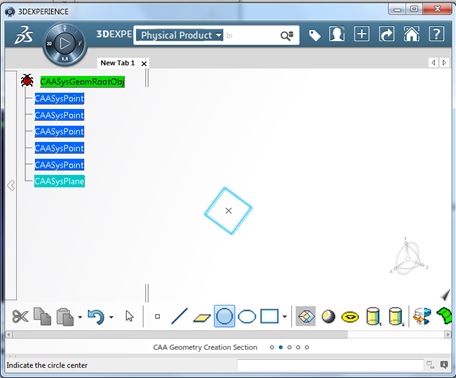 3DEXPERIENCE
3DEXPE
Physical Product
New Tab 1
CAASysGeomRootObj
CAASysPoint
CAASysPoint
CAASysPoint
CAASysPoint
CAASysPoint
CAASysPlane
CAA Geometry Creation Section
Indicate the circle center